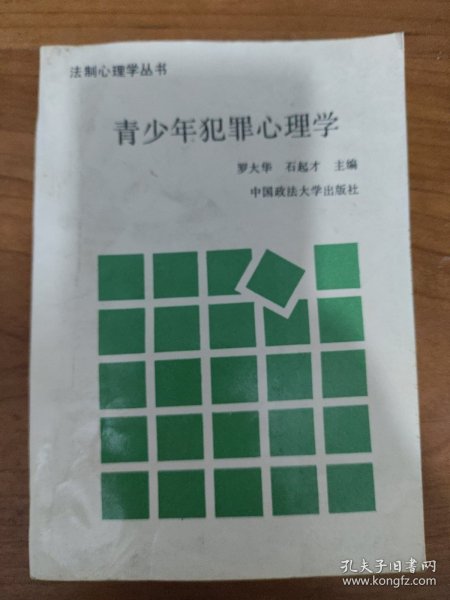 法制心理学丛书
青少年犯罪心理学
罗大华 石起才 主编
中国政法大学出版社
孔夫子旧书网
www.kongfz.com